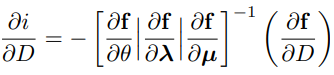 ∂i/∂D = − [∂f/∂θ | ∂f/∂λ | ∂f/∂μ]⁻¹ (∂f/∂D)